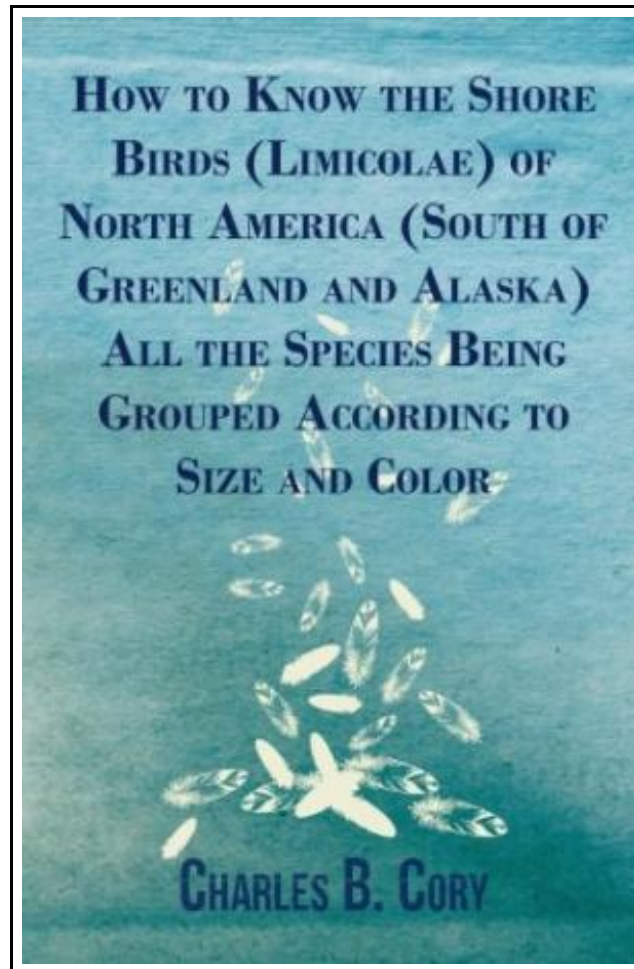 How to Know the Shore
Birds (Limicolae) of
North America (South of
Greenland and Alaska)
All the Species Being
Grouped According to
Size and Color
Charles B. Cory